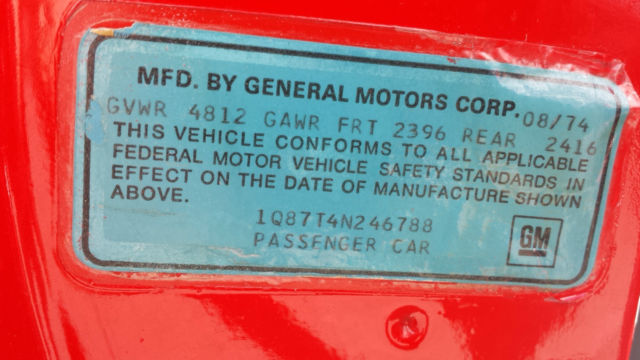 MFD. BY GENERAL MOTORS CORP. 08/74
GVWR 4812 GAWR FRT 2396 REAR 2416
THIS VEHICLE CONFORMS TO ALL APPLICABLE
FEDERAL MOTOR VEHICLE SAFETY STANDARDS IN
EFFECT ON THE DATE OF MANUFACTURE SHOWN
ABOVE.
1Q87T4N246788
PASSENGER CAR
GM